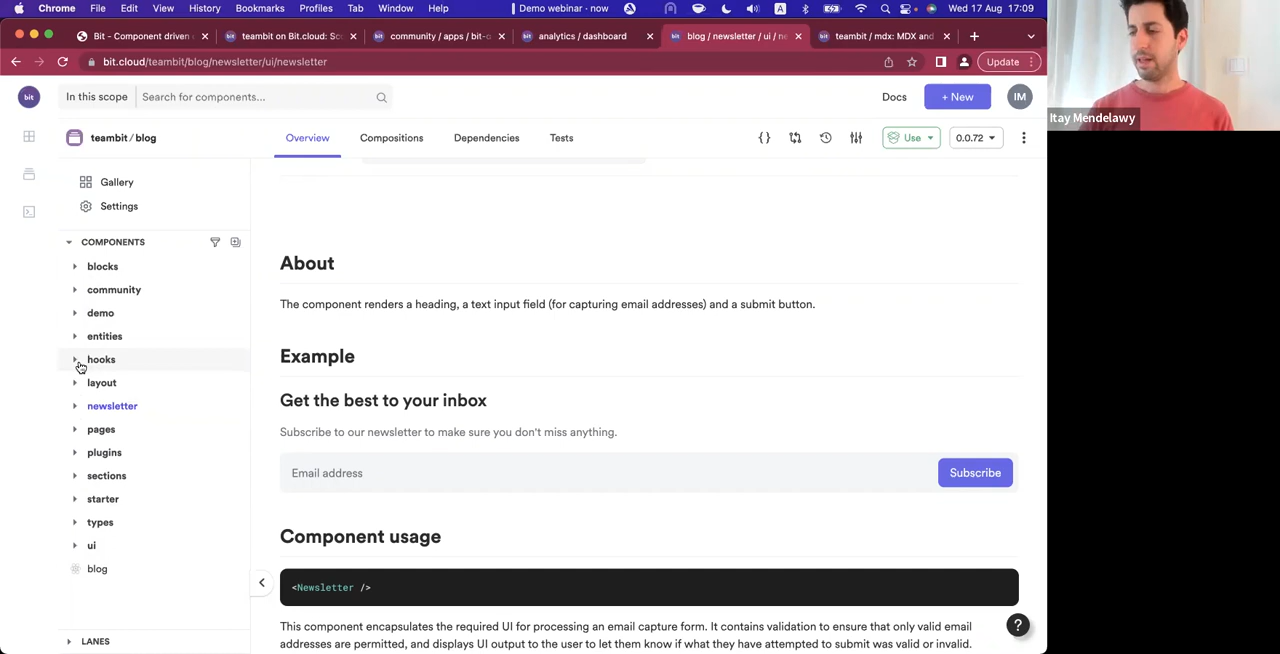 Chrome File Edit View History Bookmarks Profiles Tab Window Help Demo webinar · now A Wed 17 Aug 17:09
Bit - Component driven teambit on Bit.cloud: Sc community / apps / bit- analytics / dashboard blog / newsletter / ui / ne teambit / mdx: MDX and
bit.cloud/teambit/blog/newsletter/ui/newsletter Update
bit In this scope Search for components... Docs + New IM
teambit / blog Overview Compositions Dependencies Tests Use 0.0.72
Gallery
Settings
COMPONENTS
blocks
community
demo
entities
hooks
layout
newsletter
pages
plugins
sections
starter
types
ui
blog
LANES
About
The component renders a heading, a text input field (for capturing email addresses) and a submit button.
Example
Get the best to your inbox
Subscribe to our newsletter to make sure you don't miss anything.
Email address Subscribe
Component usage
<Newsletter />
This component encapsulates the required UI for processing an email capture form. It contains validation to ensure that only valid email
addresses are permitted, and displays UI output to the user to let them know if what they have attempted to submit was valid or invalid.
?
Itay Mendelawy